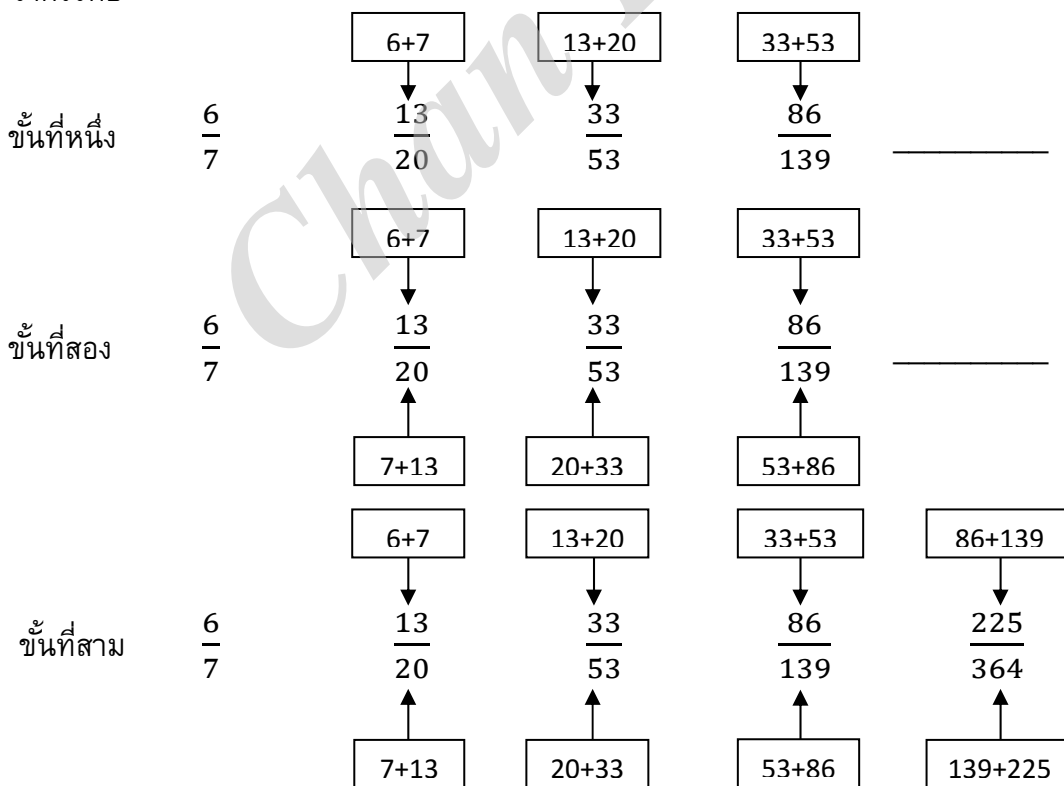 6+7 13+20 33+53
ขั้นที่หนึ่ง 6/7 13/20 33/53 86/139 __________
6+7 13+20 33+53
ขั้นที่สอง 6/7 13/20 33/53 86/139 __________
7+13 20+33 53+86
6+7 13+20 33+53 86+139
ขั้นที่สาม 6/7 13/20 33/53 86/139 225/364
7+13 20+33 53+86 139+225
Chan